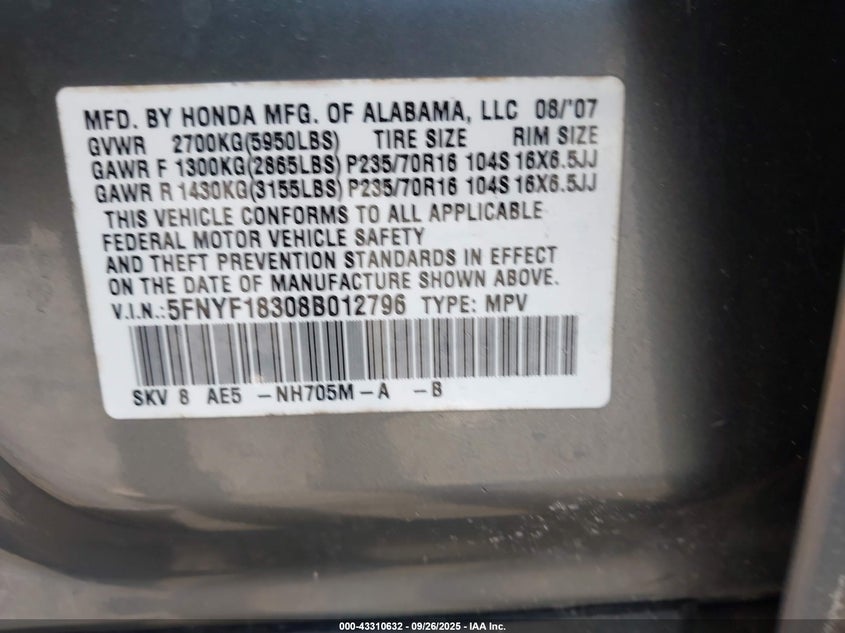 MFD. BY HONDA MFG. OF ALABAMA, LLC 08/'07
GVWR 2700KG(5950LBS) TIRE SIZE RIM SIZE
GAWR F 1300KG(2865LBS) P235/70R16 104S 16X6.5JJ
GAWR R 1430KG(3155LBS) P235/70R16 104S 16X6.5JJ
THIS VEHICLE CONFORMS TO ALL APPLICABLE
FEDERAL MOTOR VEHICLE SAFETY
AND THEFT PREVENTION STANDARDS IN EFFECT
ON THE DATE OF MANUFACTURE SHOWN ABOVE.
V.I.N.: 5FNYF18308B012796 TYPE: MPV
SKV 8 AE5 -NH705M-A -B
000-43310632 - 09/26/2025 - IAA Inc.